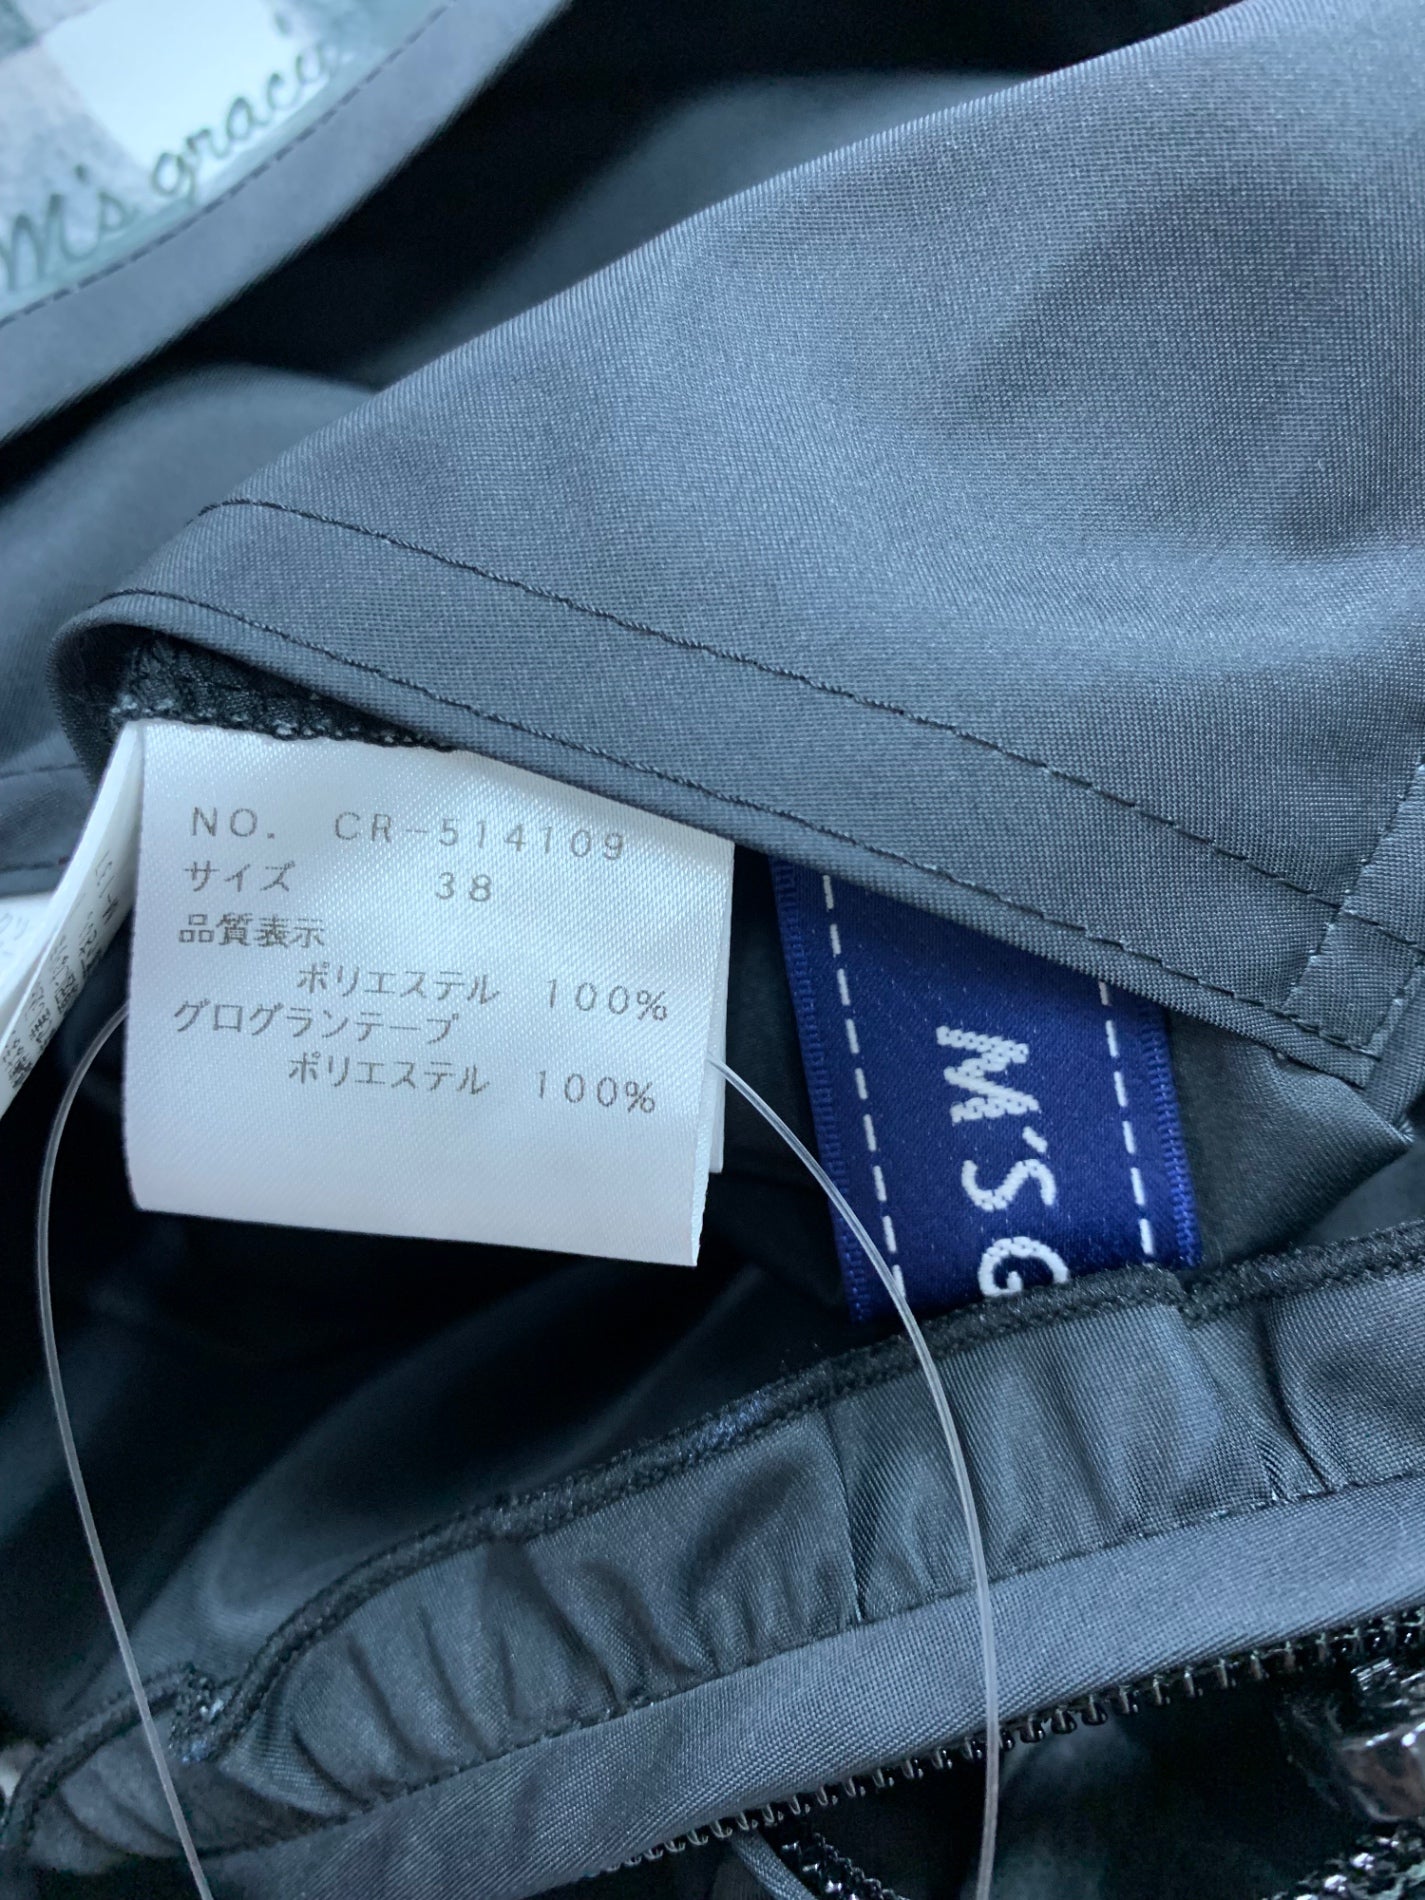 M's graci
NO. CR-514109
サイズ 38
品質表示
ポリエステル 100%
グログランテープ
ポリエステル 100%
M'S G